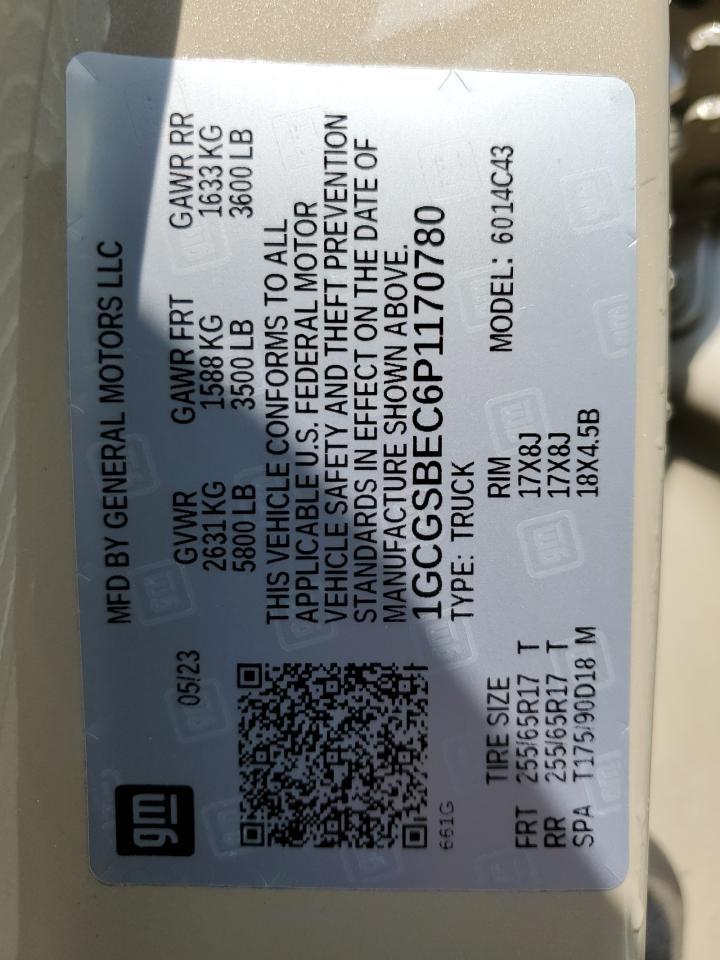 gm
05/23
MFD BY GENERAL MOTORS LLC
GVWR GAWR FRT GAWR RR
2631 KG 1588 KG 1633 KG
5800 LB 3500 LB 3600 LB
THIS VEHICLE CONFORMS TO ALL
APPLICABLE U.S. FEDERAL MOTOR
VEHICLE SAFETY AND THEFT PREVENTION
STANDARDS IN EFFECT ON THE DATE OF
MANUFACTURE SHOWN ABOVE.
1GCGSBEC6P1170780
TYPE: TRUCK
661G
TIRE SIZE RIM MODEL: 6014C43
FRT 255/65R17 T 17X8J
RR 255/65R17 T 17X8J
SPA T175/90D18 M 18X4.5B